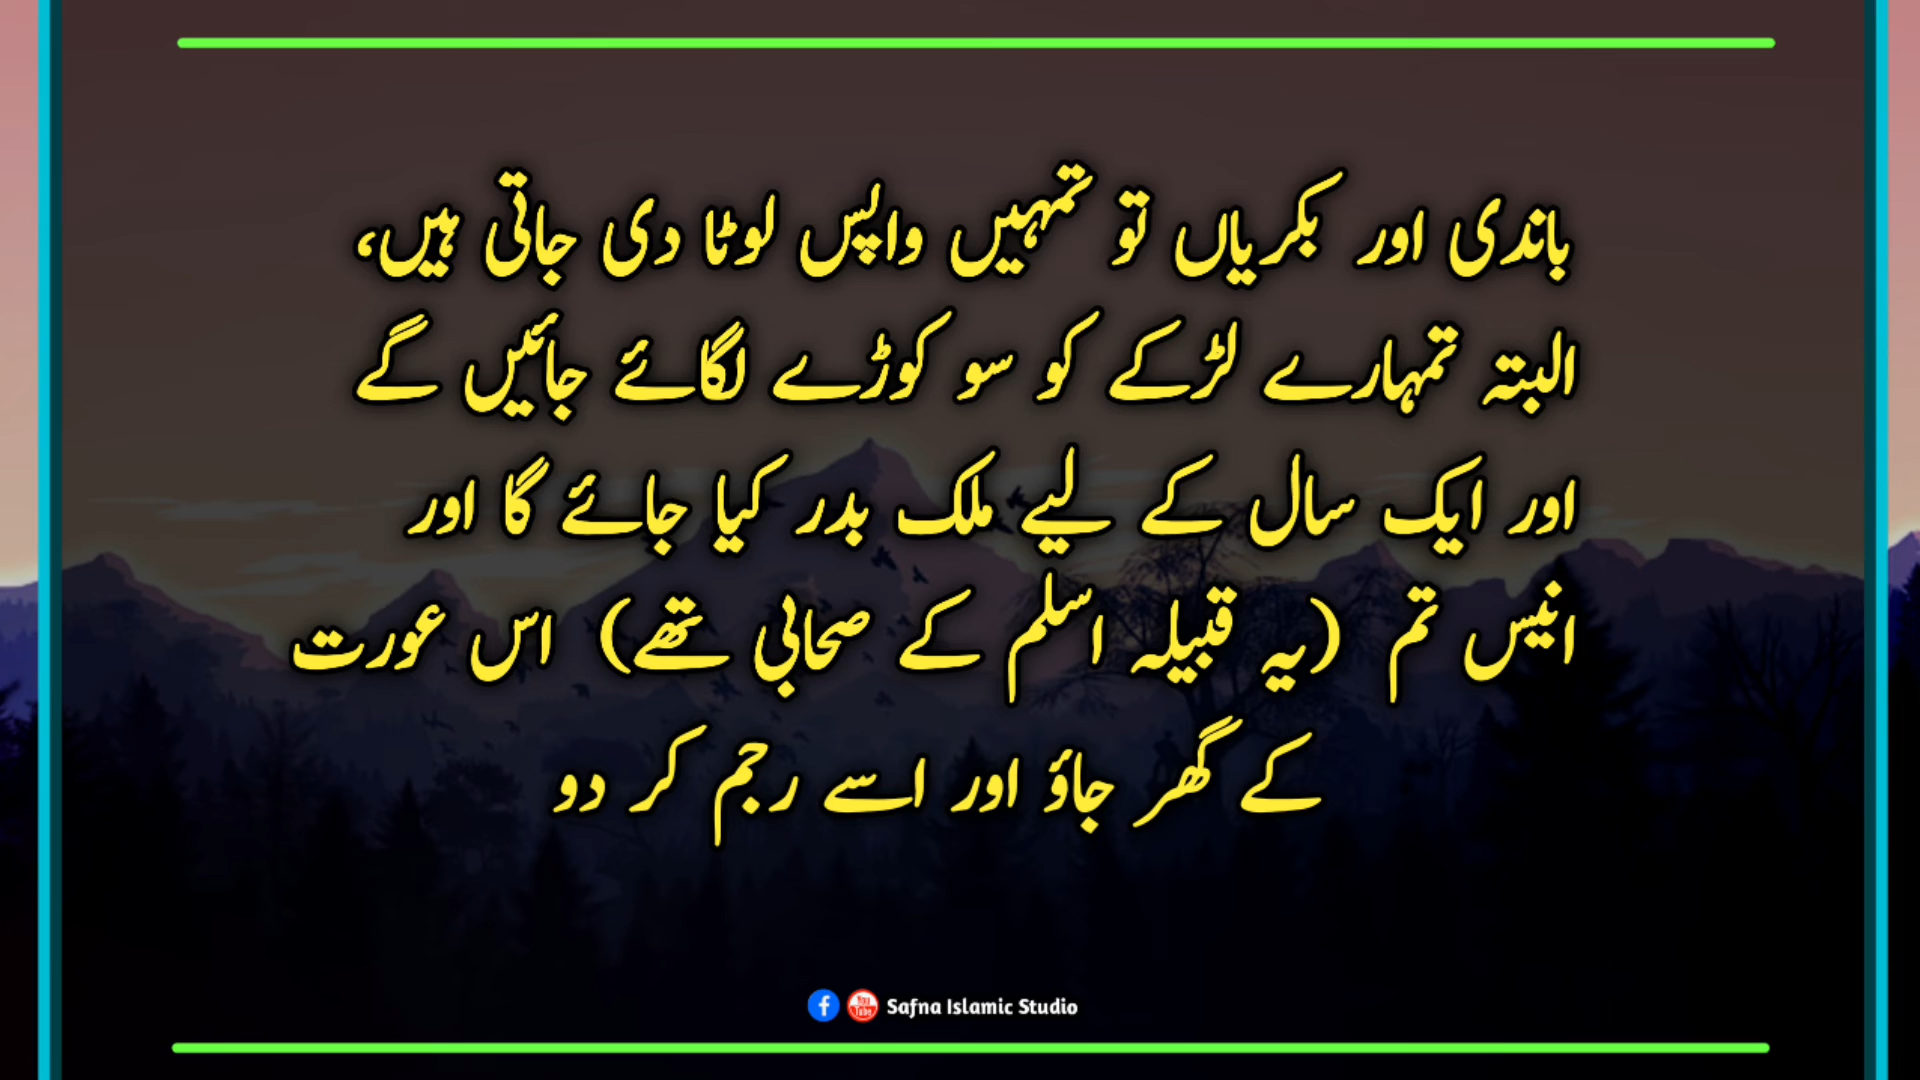 باندی اور بکریاں تو تمہیں واپس لوٹا دی جاتی ہیں،
البتہ تمہارے لڑکے کو سو کوڑے لگائے جائیں گے
اور ایک سال کے لیے ملک بدر کیا جائے گا اور
انیس تم (یہ قبیلہ اسلم کے صحابی تھے) اس عورت
کے گھر جاؤ اور اسے رجم کر دو
Safna Islamic Studio